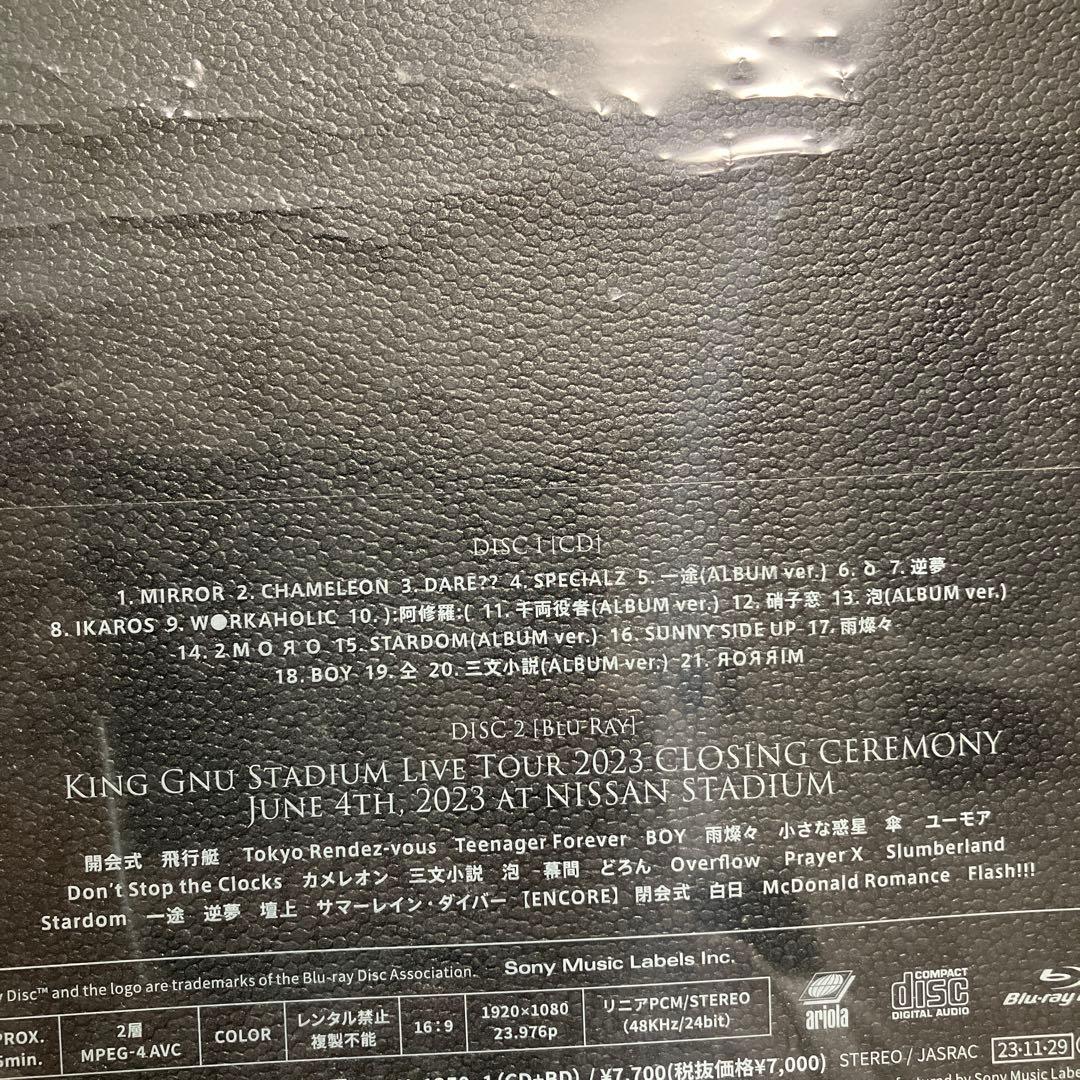 DISC 1 [CD]
1. MIRROR 2. CHAMELEON 3. DARE?? 4. SPECIALZ 5. 一途(ALBUM ver.) 6. δ 7. 逆夢
8. IKAROS 9. W●RKAHOLIC 10. ):阿修羅:( 11. 千両役者(ALBUM ver.) 12. 硝子窓 13. 泡(ALBUM ver.)
14. 2 M O Я O 15. STARDOM(ALBUM ver.) 16. SUNNY SIDE UP 17. 雨燦々
18. BOY 19. 仝 20. 三文小説(ALBUM ver.) 21. ЯOЯЯIM
DISC 2 [BLU-RAY]
KING GNU STADIUM LIVE TOUR 2023 CLOSING CEREMONY
JUNE 4TH, 2023 AT NISSAN STADIUM
開会式 飛行艇 Tokyo Rendez-vous Teenager Forever BOY 雨燦々 小さな惑星 傘 ユーモア
Don't Stop the Clocks カメレオン 三文小説 泡 幕間 どろん Overflow Prayer X Slumberland
Stardom 一途 逆夢 壇上 サマーレイン・ダイバー 【ENCORE】 閉会式 白日 McDonald Romance Flash!!!
Disc™ and the logo are trademarks of the Blu-ray Disc Association. Sony Music Labels Inc.
2層
MPEG-4 AVC
COLOR
レンタル禁止
複製不能
16:9
1920×1080
23.976p
リニアPCM/STEREO
(48KHz/24bit)
ariola
COMPACT
disc
DIGITAL AUDIO
Blu-ray
(CD+BD) / ¥7,700(税抜価格¥7,000) STEREO / JASRAC 23·11·29
by Sony Music